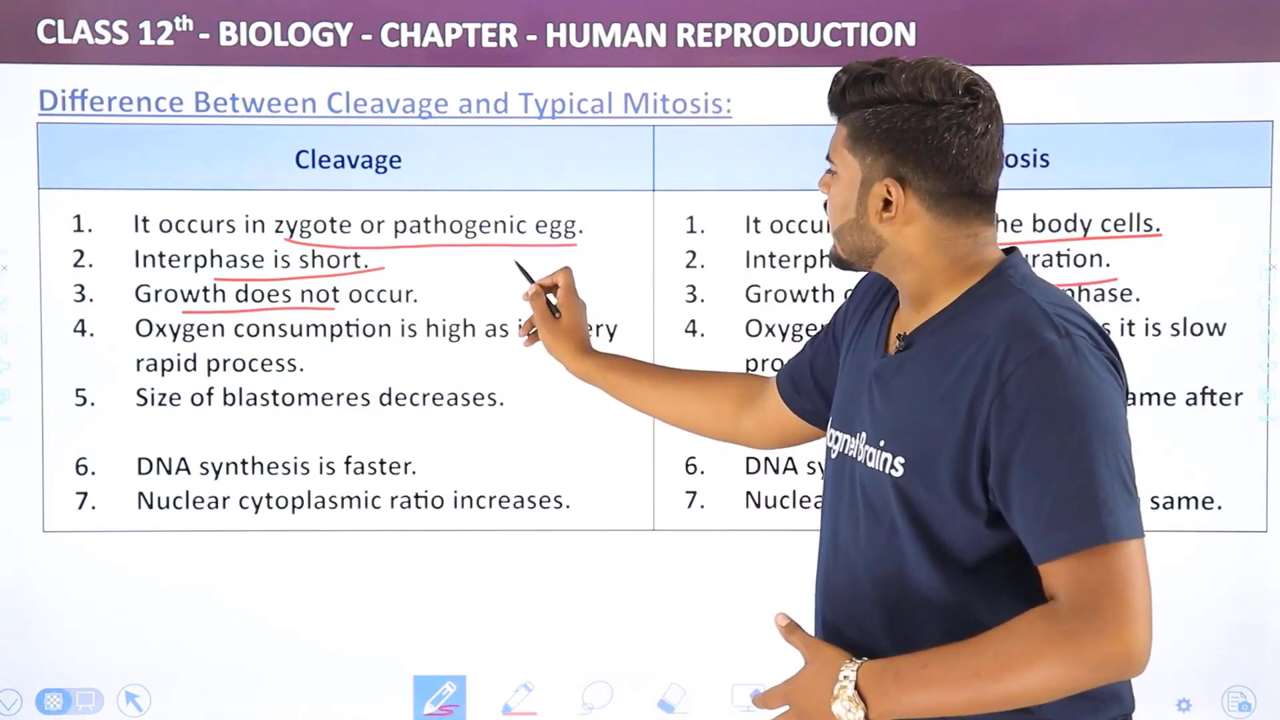 CLASS 12th - BIOLOGY - CHAPTER - HUMAN REPRODUCTION
Difference Between Cleavage and Typical Mitosis:
Cleavage
osis
1. It occurs in zygote or pathogenic egg.
2. Interphase is short.
3. Growth does not occur.
4. Oxygen consumption is high as
rapid process.
5. Size of blastomeres decreases.
6. DNA synthesis is faster.
7. Nuclear cytoplasmic ratio increases.
1. It occu he body cells.
2. Interph uration.
3. Growth phase.
4. Oxyge s it is slow
pro
ame after
6. DNA sy
7. Nuclea same.
MagnetBrains